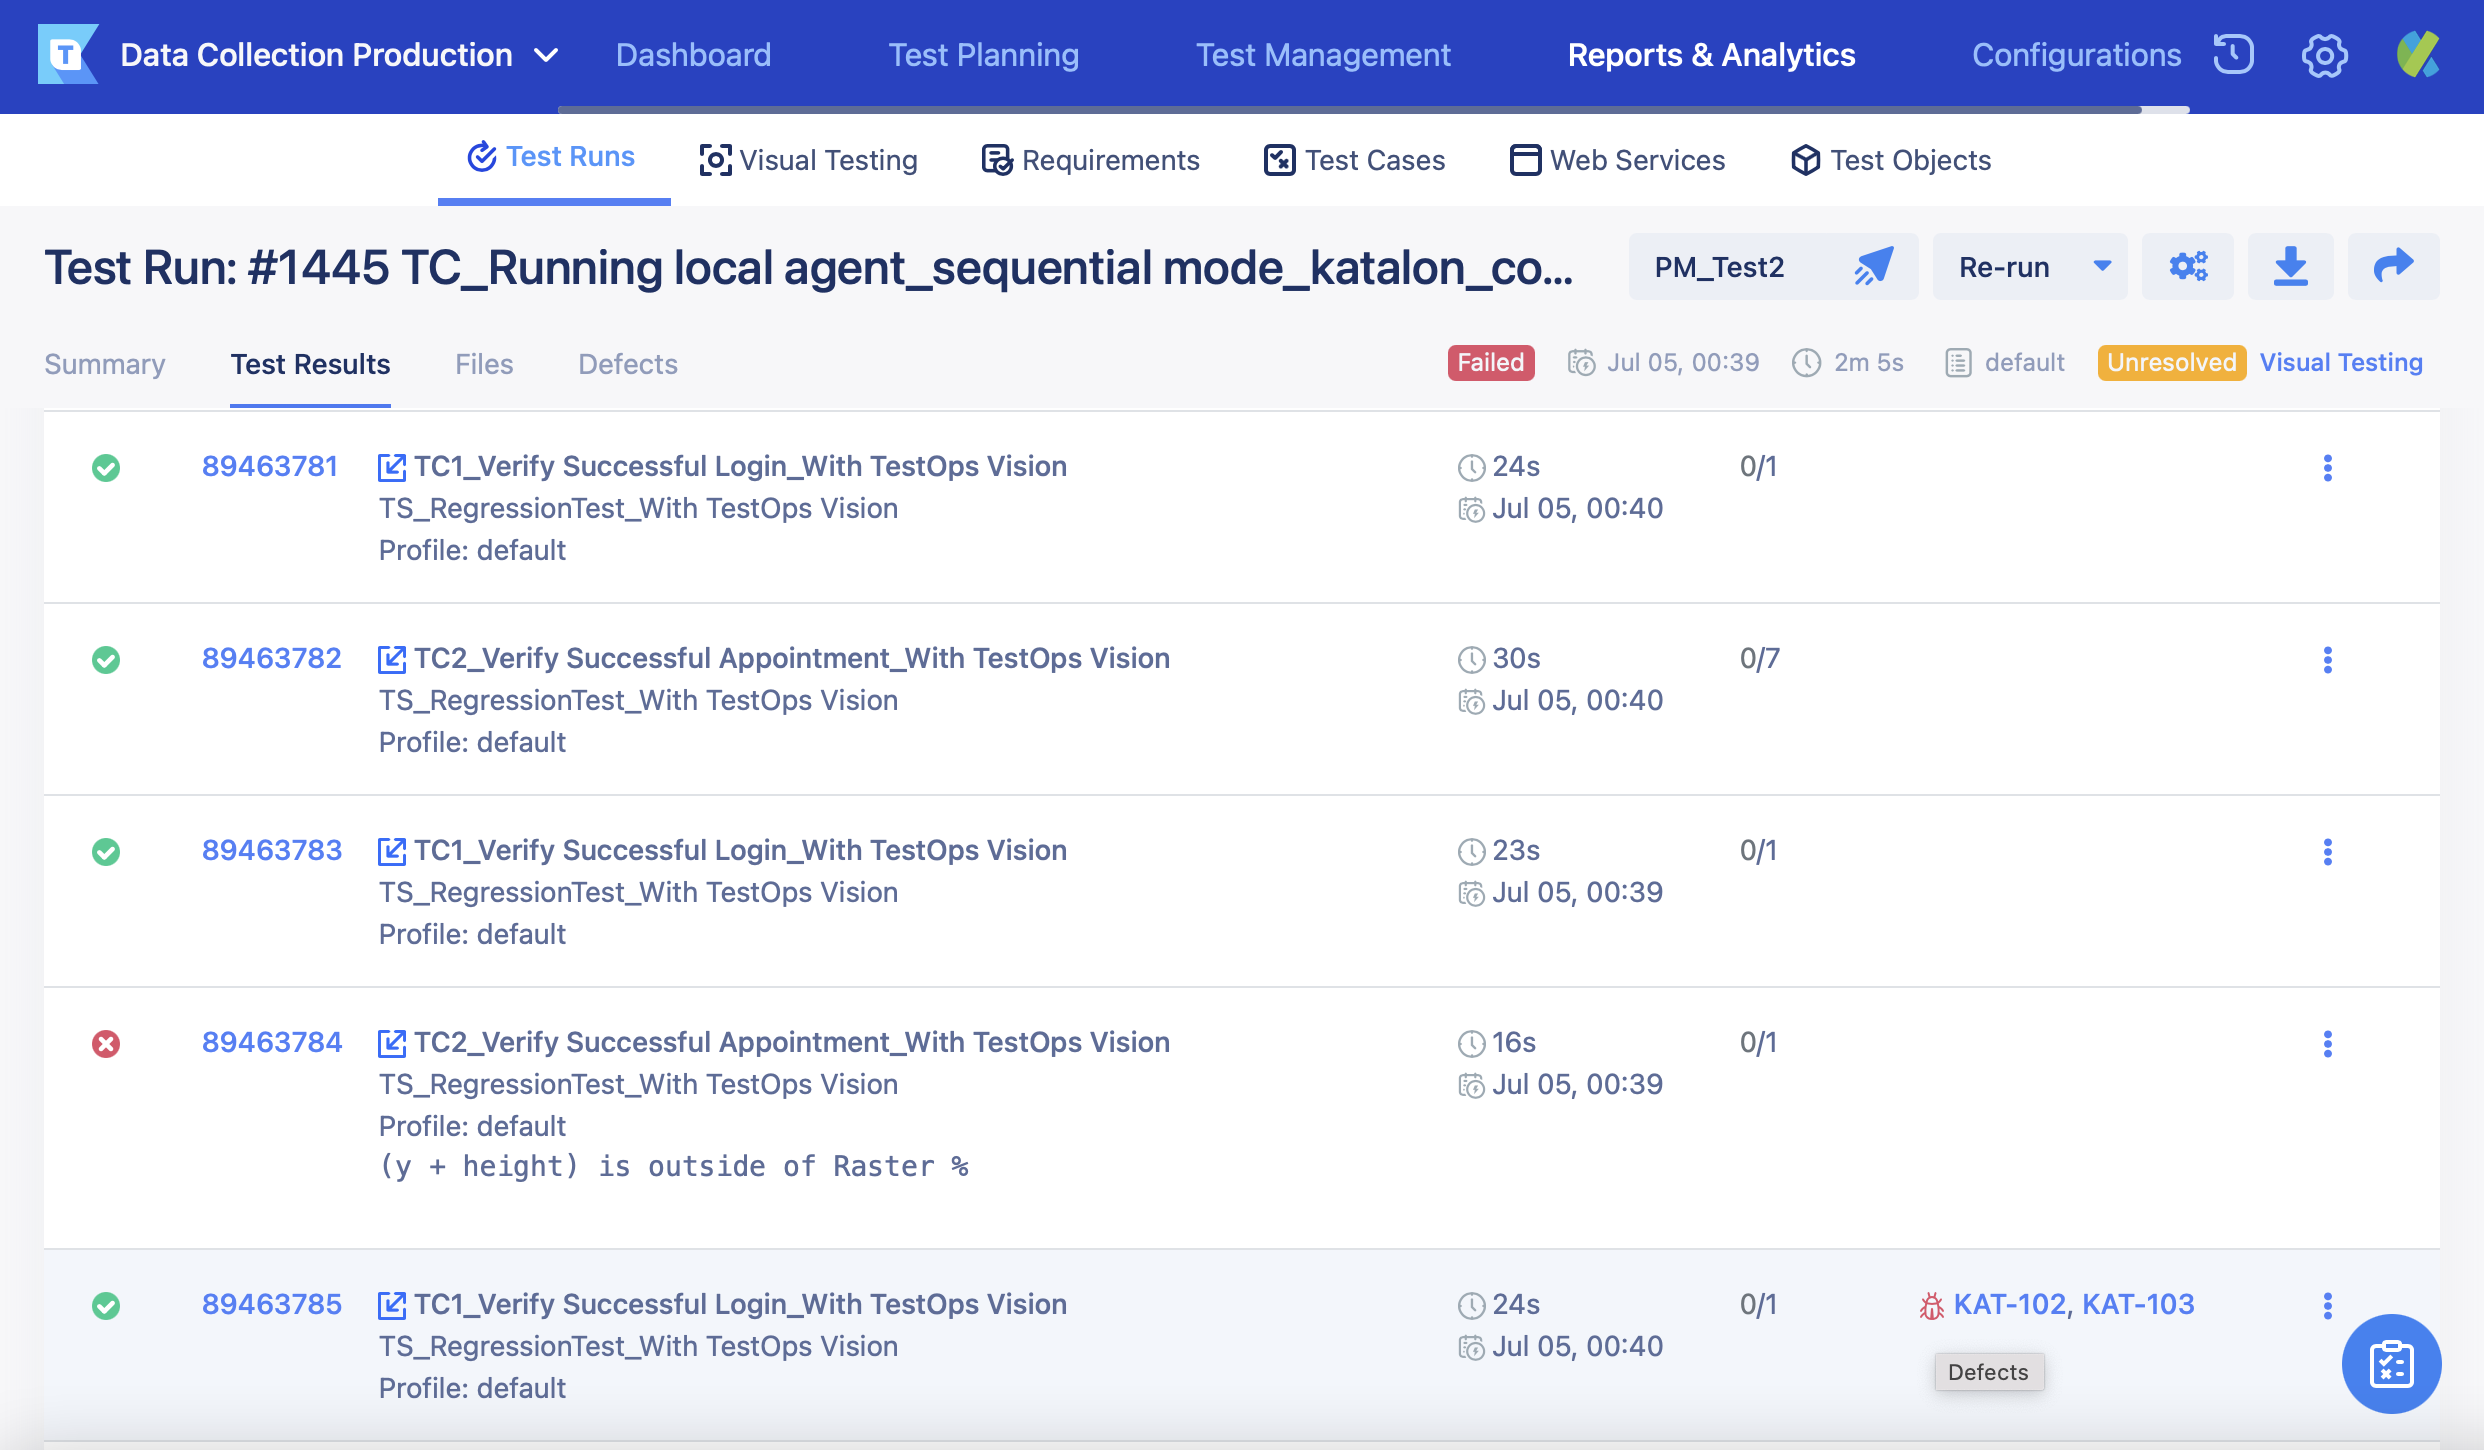 T
Data Collection Production
Dashboard
Test Planning
Test Management
Reports & Analytics
Configurations
Test Runs
Visual Testing
Requirements
Test Cases
Web Services
Test Objects
Test Run: #1445 TC_Running local agent_sequential mode_katalon_co...
PM_Test2
Re-run
Summary
Test Results
Files
Defects
Failed
Jul 05, 00:39
2m 5s
default
Unresolved
Visual Testing
89463781 TC1_Verify Successful Login_With TestOps Vision 24s 0/1
TS_RegressionTest_With TestOps Vision Jul 05, 00:40
Profile: default
89463782 TC2_Verify Successful Appointment_With TestOps Vision 30s 0/7
TS_RegressionTest_With TestOps Vision Jul 05, 00:40
Profile: default
89463783 TC1_Verify Successful Login_With TestOps Vision 23s 0/1
TS_RegressionTest_With TestOps Vision Jul 05, 00:39
Profile: default
89463784 TC2_Verify Successful Appointment_With TestOps Vision 16s 0/1
TS_RegressionTest_With TestOps Vision Jul 05, 00:39
Profile: default
(y + height) is outside of Raster %
89463785 TC1_Verify Successful Login_With TestOps Vision 24s 0/1 KAT-102, KAT-103
TS_RegressionTest_With TestOps Vision Jul 05, 00:40
Defects
Profile: default